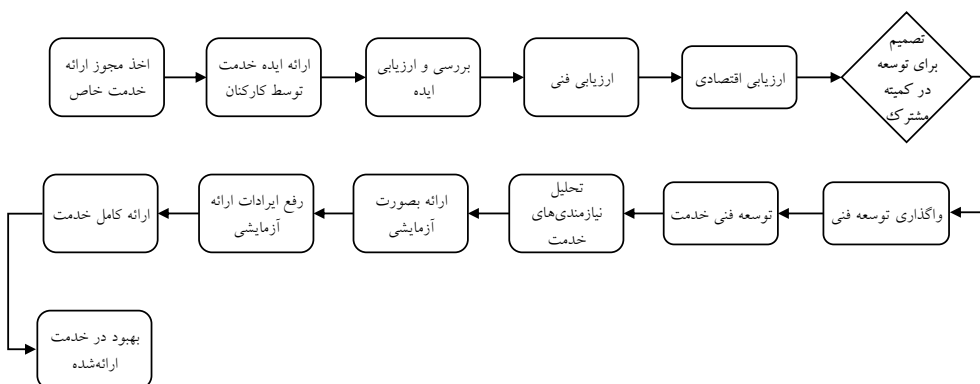 اخذ مجوز ارائه
خدمت خاص
ارائه ایده خدمت
توسط کارکنان
بررسی و ارزیابی
ایده
ارزیابی فنی
ارزیابی اقتصادی
تصمیم
برای توسعه
در کمیته
مشترک
واگذاری توسعه فنی
توسعه فنی خدمت
تحلیل
نیازمندی‌های
خدمت
ارائه بصورت
آزمایشی
رفع ایرادات ارائه
آزمایشی
ارائه کامل خدمت
بهبود در خدمت
ارائه‌شده